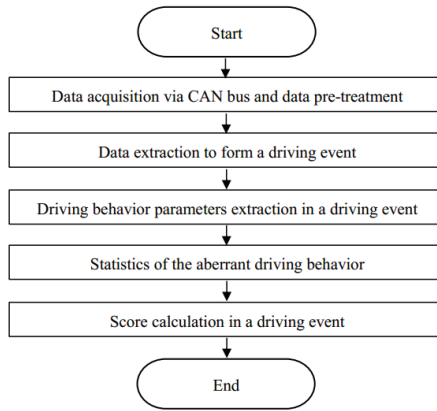 Start
Data acquisition via CAN bus and data pre-treatment
Data extraction to form a driving event
Driving behavior parameters extraction in a driving event
Statistics of the aberrant driving behavior
Score calculation in a driving event
End